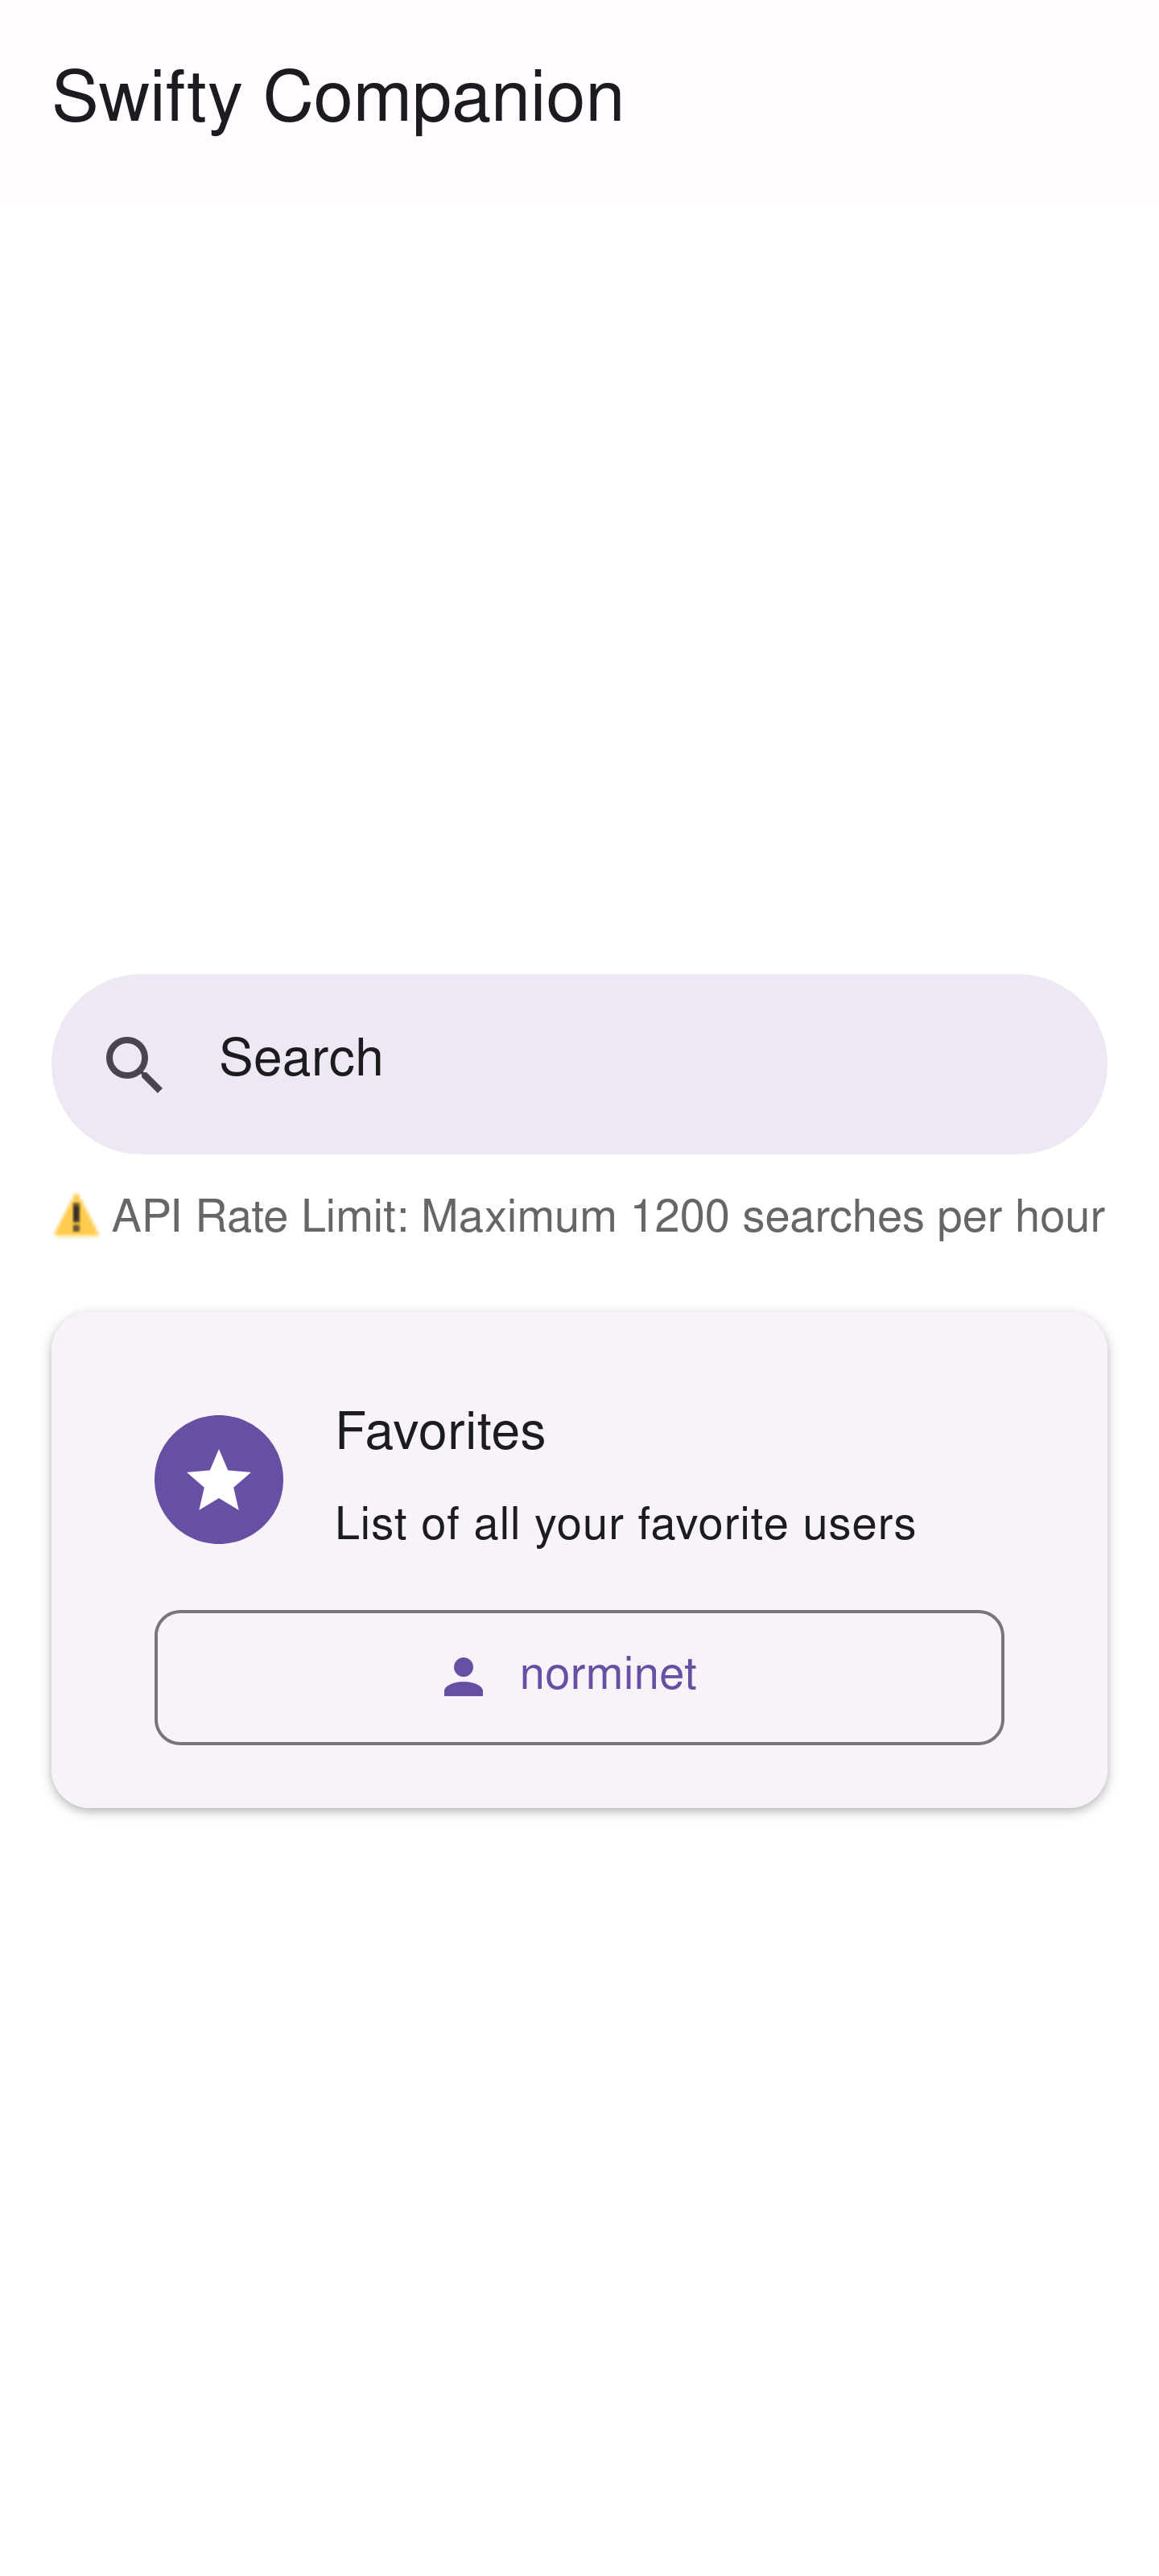 Swifty Companion
Search
⚠️ API Rate Limit: Maximum 1200 searches per hour
Favorites
List of all your favorite users
norminet